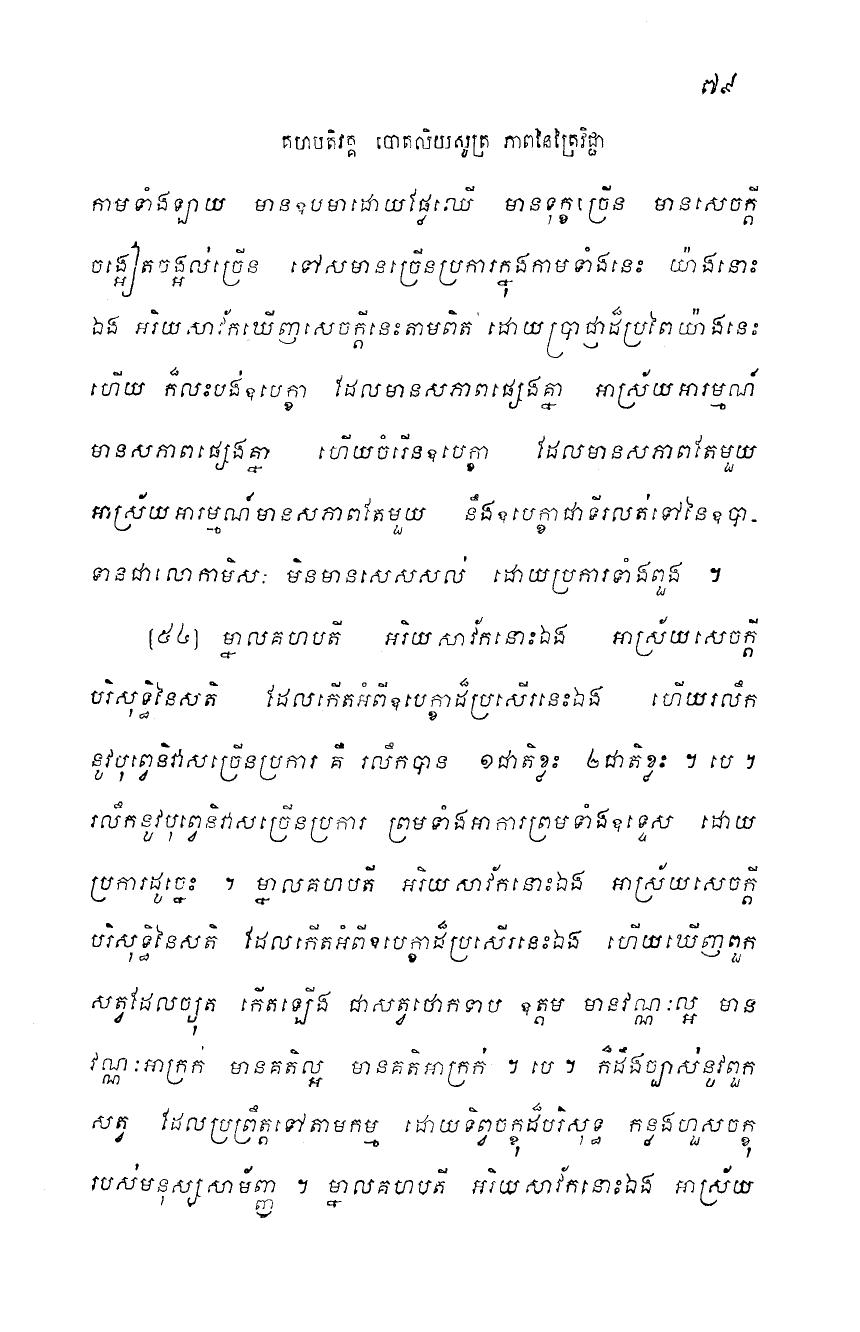 ៧៩
គហបតិវគ្គ បោតលិយសូត្រ ភាពនៃត្រៃវិជ្ជា
កាមទាំងឡាយ មានឧបមាដោយផ្លែឈើ មានទុក្ខច្រើន មានសេចក្តី
ចង្អៀតចង្អល់ច្រើន ទៅសមានច្រើនប្រការក្នុងកាមទាំងនេះ យ៉ាងនោះ
ឯង អរិយសាវ័កឃើញសេចក្តីនេះតាមពិត ដោយប្រាជ្ញាដ៏ប្រពៃយ៉ាងនេះ
ហើយ ក៏លះបង់ឧបេក្ខា ដែលមានសភាពផ្សេងគ្នា អាស្រ័យអារម្មណ៍
មានសភាពផ្សេងគ្នា ហើយចំរើនឧបេក្ខា ដែលមានសភាពតែមួយ
អាស្រ័យអារម្មណ៍មានសភាពតែមួយ នឹងឧបេក្ខាជាទីរលត់ទៅនៃឧបា-
ទានជាលោកាមិសៈ មិនមានសេសសល់ ដោយប្រការទាំងពួង ។
[៥៤] ម្នាលគហបតី អរិយសាវ័កនោះឯង អាស្រ័យសេចក្តី
បរិសុទ្ធិនៃសតិ ដែលកើតអំពីឧបេក្ខាដ៏ប្រសើរនេះឯង ហើយរលឹក
នូវបុព្វេនិវាសច្រើនប្រការ គឺ រលឹកបាន ១ជាតិខ្លះ ២ជាតិខ្លះ ។ បេ ។
រលឹកនូវបុព្វេនិវាសច្រើនប្រការ ព្រមទាំងអាការព្រមទាំងឧទ្ទេស ដោយ
ប្រការដូច្នេះ ។ ម្នាលគហបតី អរិយសាវ័កនោះឯង អាស្រ័យសេចក្តី
បរិសុទ្ធិនៃសតិ ដែលកើតអំពីឧបេក្ខាដ៏ប្រសើរនេះឯង ហើយឃើញពួក
សត្វដែលច្យុត កើតឡើង ជាសត្វថោកទាប ឧត្តម មានវណ្ណៈល្អ មាន
វណ្ណៈអាក្រក់ មានគតិល្អ មានគតិអាក្រក់ ។ បេ ។ ក៏ដឹងច្បាស់នូវពួក
សត្វ ដែលប្រព្រឹត្តទៅតាមកម្ម ដោយទិព្វចក្ខុដ៏បរិសុទ្ធ កន្លងហួសចក្ខុ
របស់មនុស្សសាម័ញ្ញ ។ ម្នាលគហបតី អរិយសាវ័កនោះឯង អាស្រ័យ